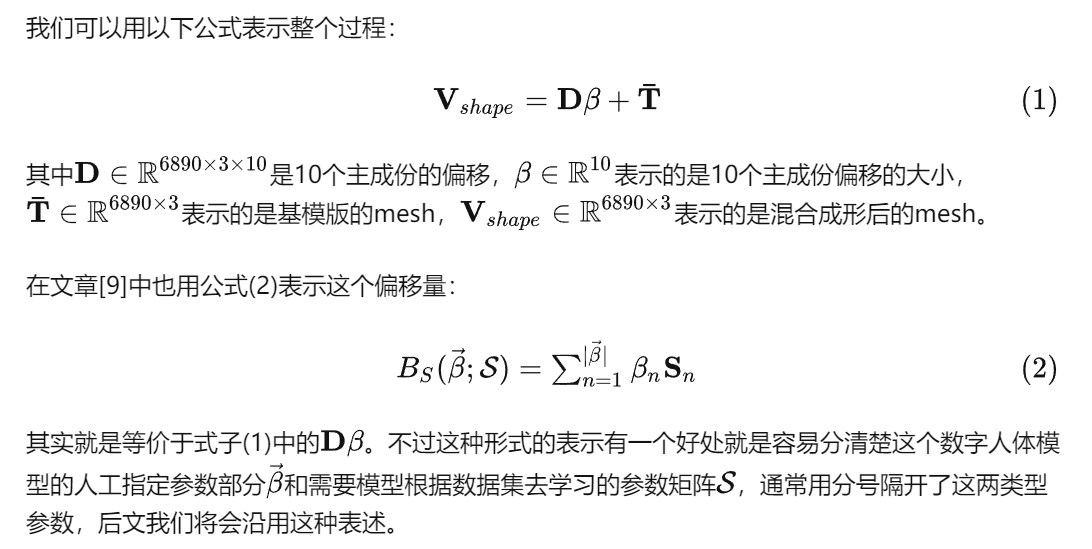 我们可以用以下公式表示整个过程：
$\mathbf{V}_{shape} = \mathbf{D}\beta + \bar{\mathbf{T}}$ (1)
其中$\mathbf{D} \in \mathbb{R}^{6890\times3\times10}$是10个主成份的偏移，$\beta \in \mathbb{R}^{10}$表示的是10个主成份偏移的大小，
$\bar{\mathbf{T}} \in \mathbb{R}^{6890\times3}$表示的是基模版的mesh，$\mathbf{V}_{shape} \in \mathbb{R}^{6890\times3}$表示的是混合成形后的mesh。
在文章[9]中也用公式(2)表示这个偏移量：
$B_S(\vec{\beta}; \mathcal{S}) = \sum_{n=1}^{|\vec{\beta}|} \beta_n \mathbf{S}_n$ (2)
其实就是等价于式子(1)中的$\mathbf{D}\beta$。不过这种形式的表示有一个好处就是容易分清楚这个数字人体模
型的人工指定参数部分$\vec{\beta}$和需要模型根据数据集去学习的参数矩阵$\mathcal{S}$，通常用分号隔开了这两类型
参数，后文我们将会沿用这种表述。